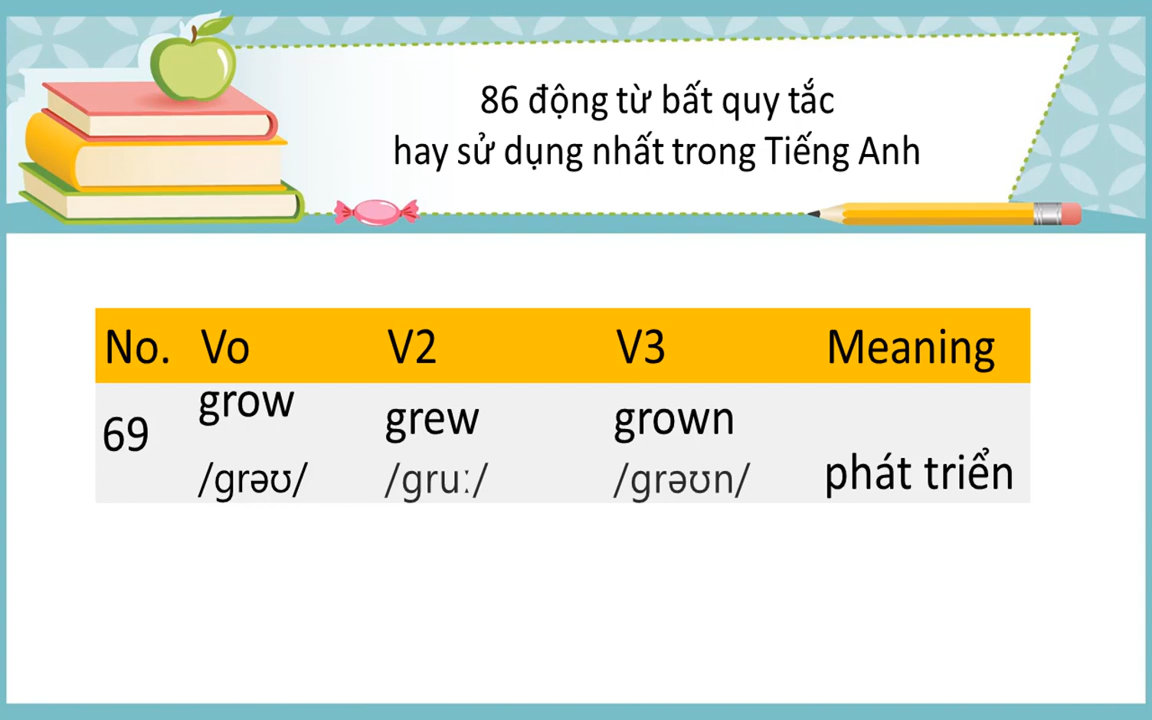 86 động từ bất quy tắc
hay sử dụng nhất trong Tiếng Anh
No. Vo V2 V3 Meaning
69 grow grew grown
/grəʊ/ /gruː/ /grəʊn/ phát triển